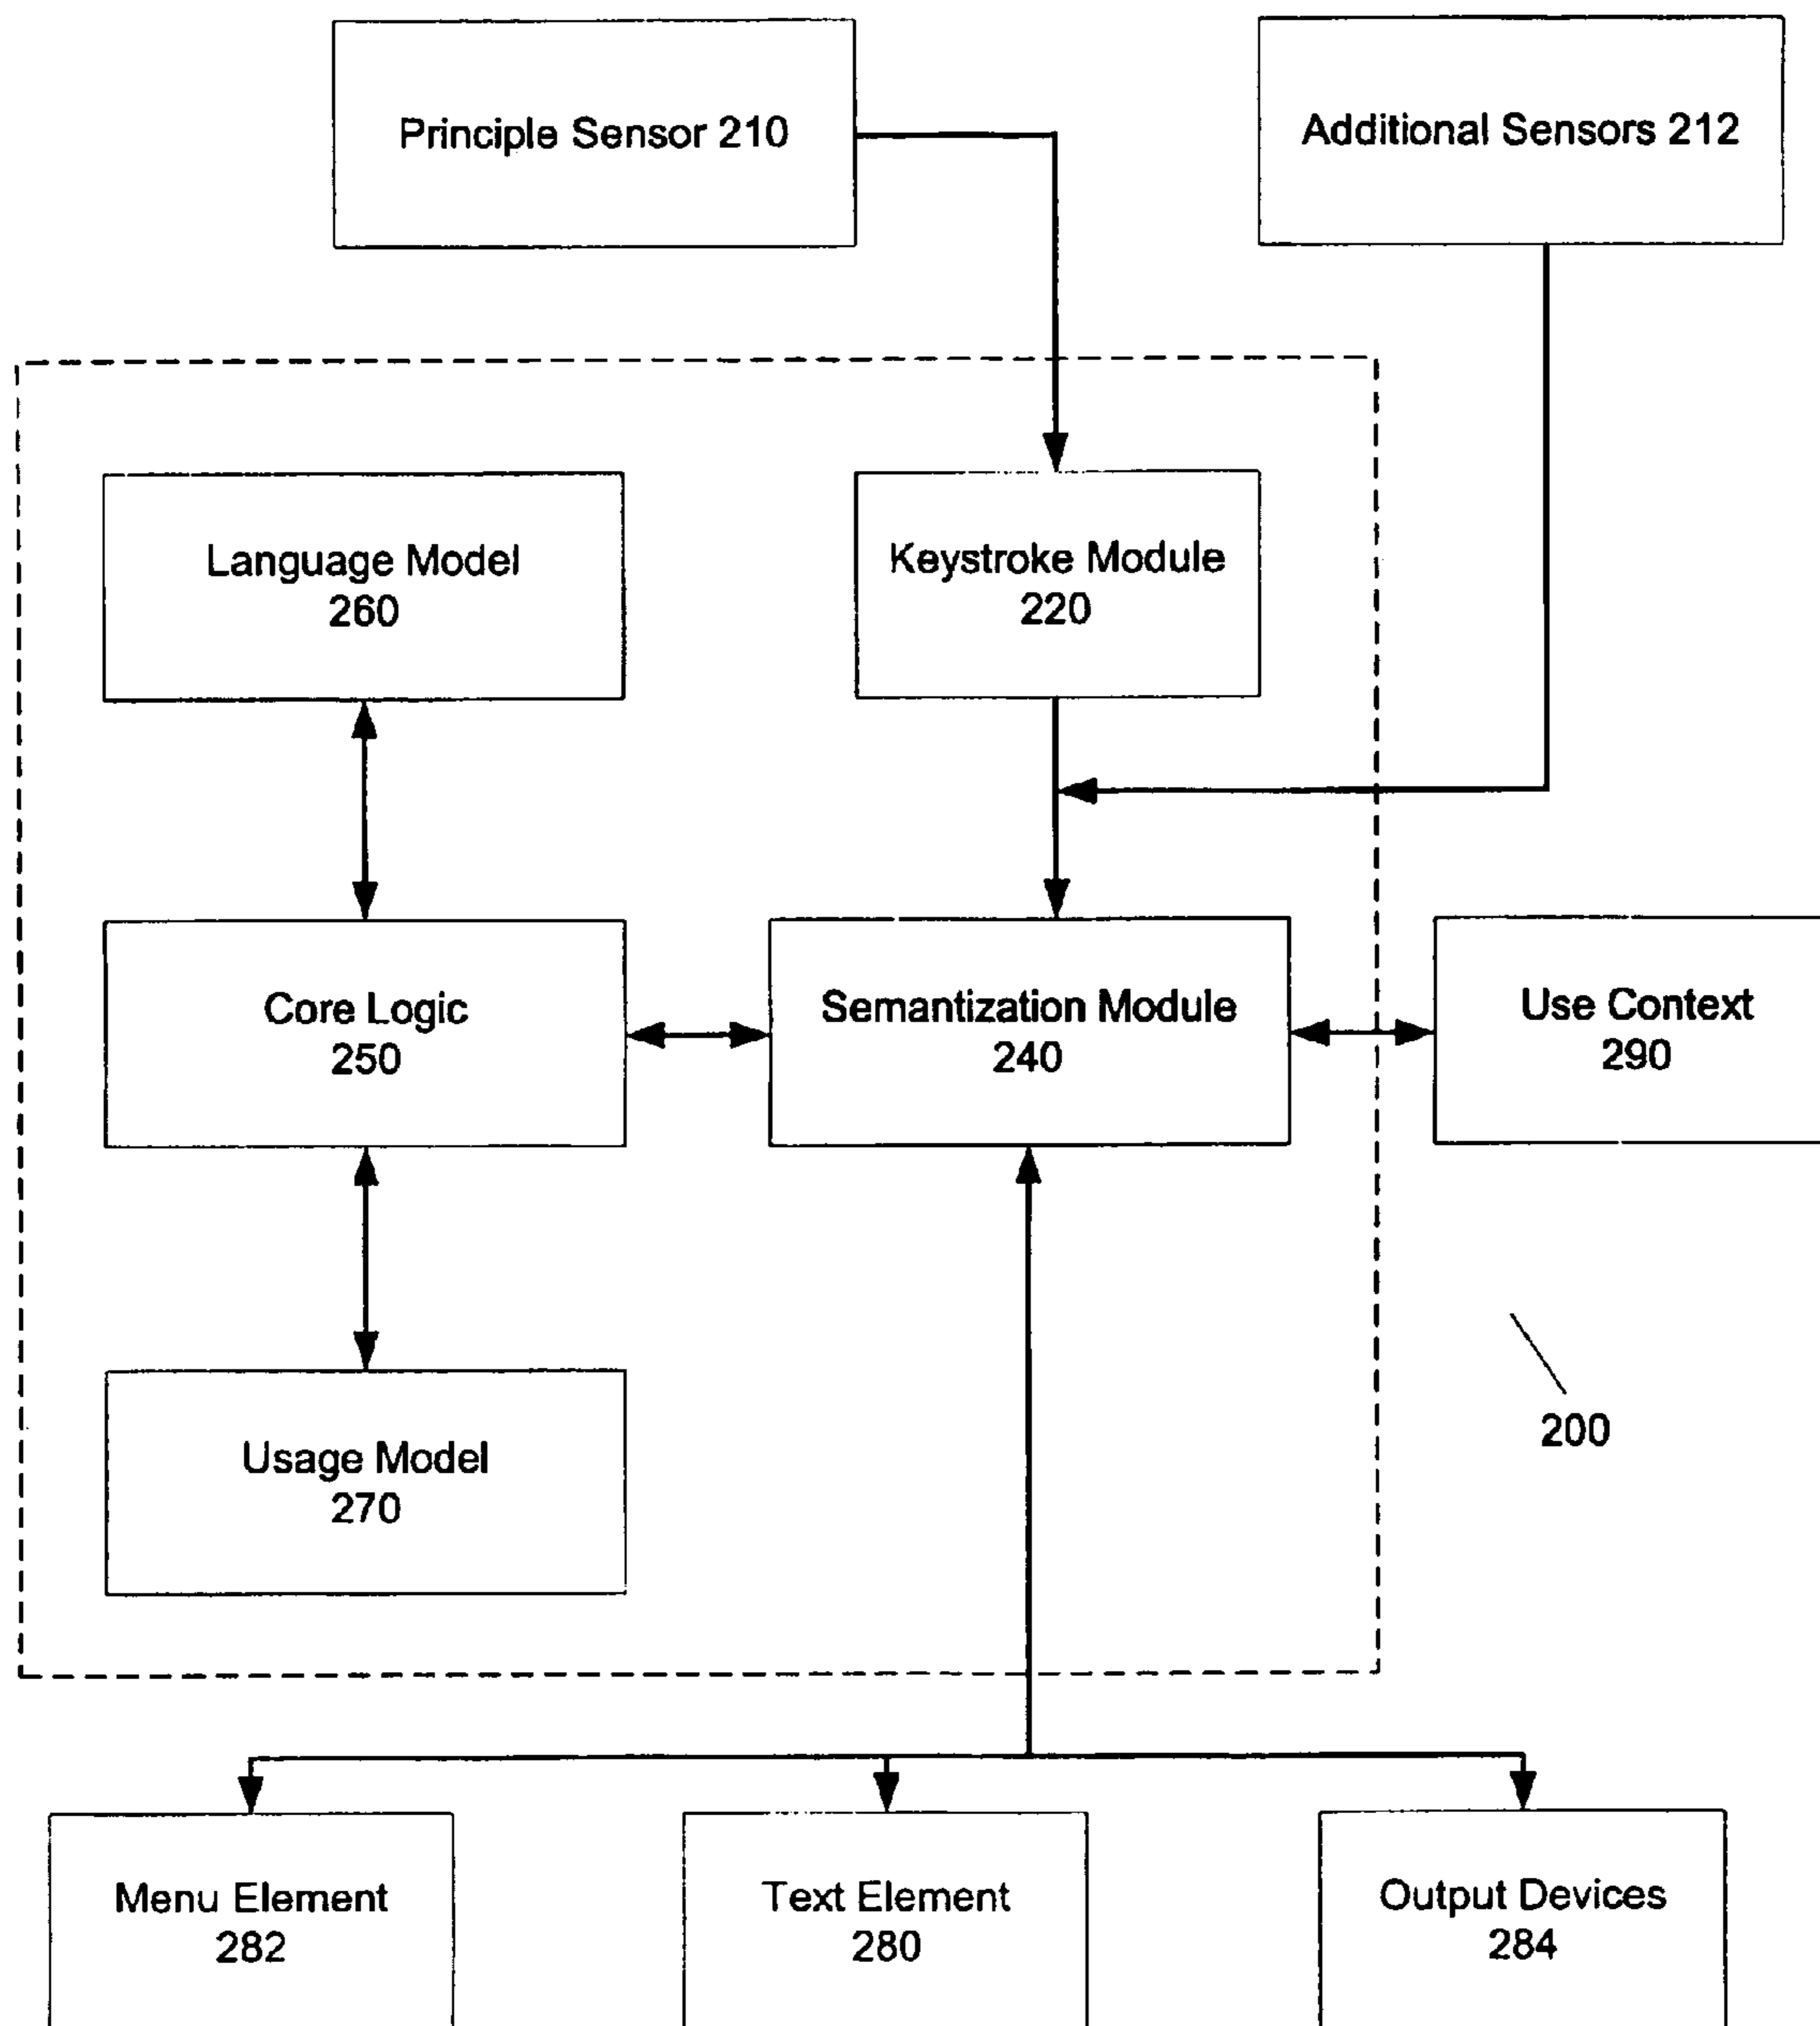 Principle Sensor 210
Additional Sensors 212
Language Model
260
Keystroke Module
220
Core Logic
250
Semantization Module
240
Use Context
290
200
Usage Model
270
Menu Element
282
Text Element
280
Output Devices
284